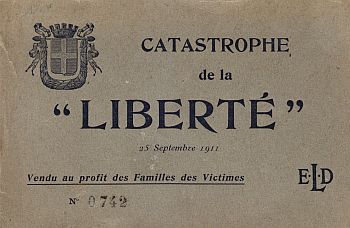 CATASTROPHE
de la
“LIBERTÉ”
25 Septembre 1911
Vendu au profit des Familles des Victimes
ELD
N° 0742